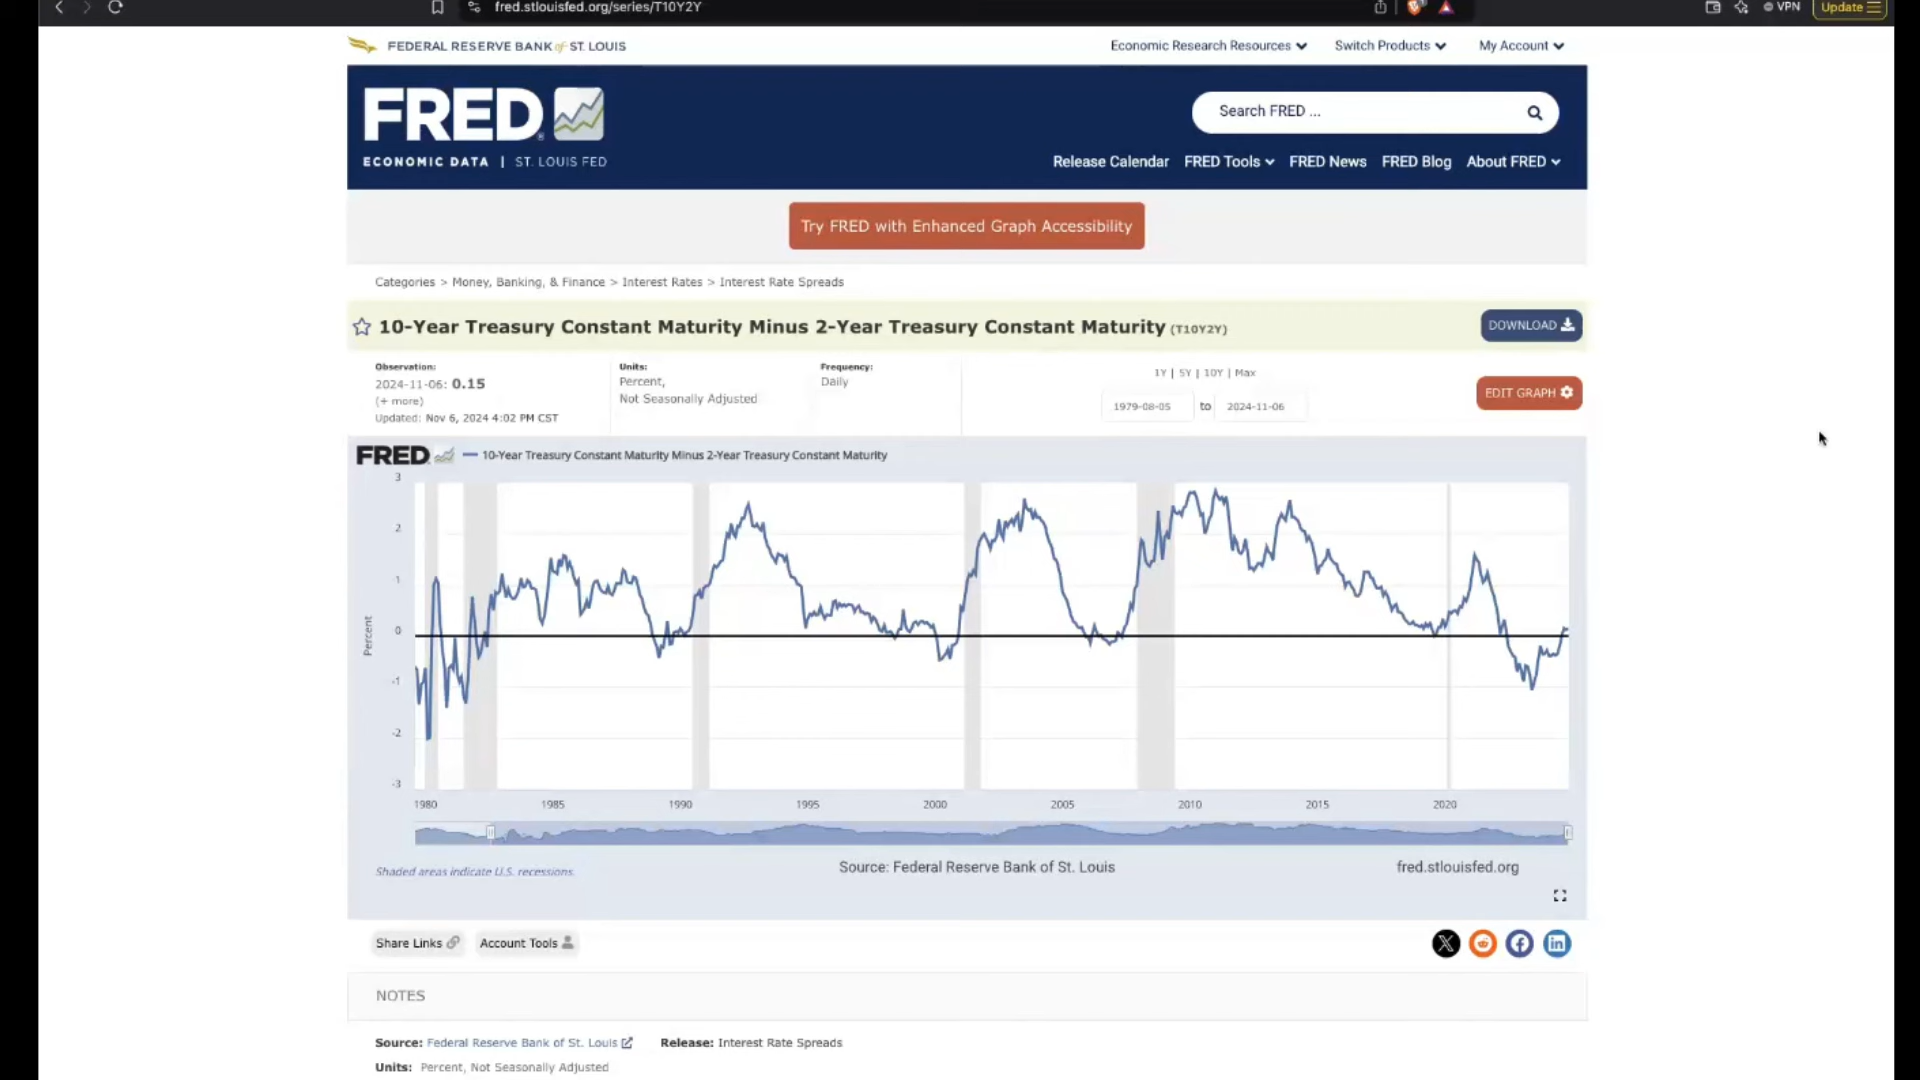 fred.stlouisfed.org/series/T10Y2Y
VPN
Update
FEDERAL RESERVE BANK of ST. LOUIS
Economic Research Resources
Switch Products
My Account
FRED
ECONOMIC DATA | ST. LOUIS FED
Search FRED ...
Release Calendar
FRED Tools
FRED News
FRED Blog
About FRED
Try FRED with Enhanced Graph Accessibility
Categories > Money, Banking, & Finance > Interest Rates > Interest Rate Spreads
10-Year Treasury Constant Maturity Minus 2-Year Treasury Constant Maturity (T10Y2Y)
DOWNLOAD
Observation:
2024-11-06: 0.15
(+ more)
Updated: Nov 6, 2024 4:02 PM CST
Units:
Percent,
Not Seasonally Adjusted
Frequency:
Daily
1Y | 5Y | 10Y | Max
1979-08-05 to 2024-11-06
EDIT GRAPH
FRED
10-Year Treasury Constant Maturity Minus 2-Year Treasury Constant Maturity
3
2
1
0
-1
-2
-3
Percent
1980 1985 1990 1995 2000 2005 2010 2015 2020
Shaded areas indicate U.S. recessions.
Source: Federal Reserve Bank of St. Louis
fred.stlouisfed.org
Share Links
Account Tools
NOTES
Source: Federal Reserve Bank of St. Louis
Release: Interest Rate Spreads
Units: Percent, Not Seasonally Adjusted